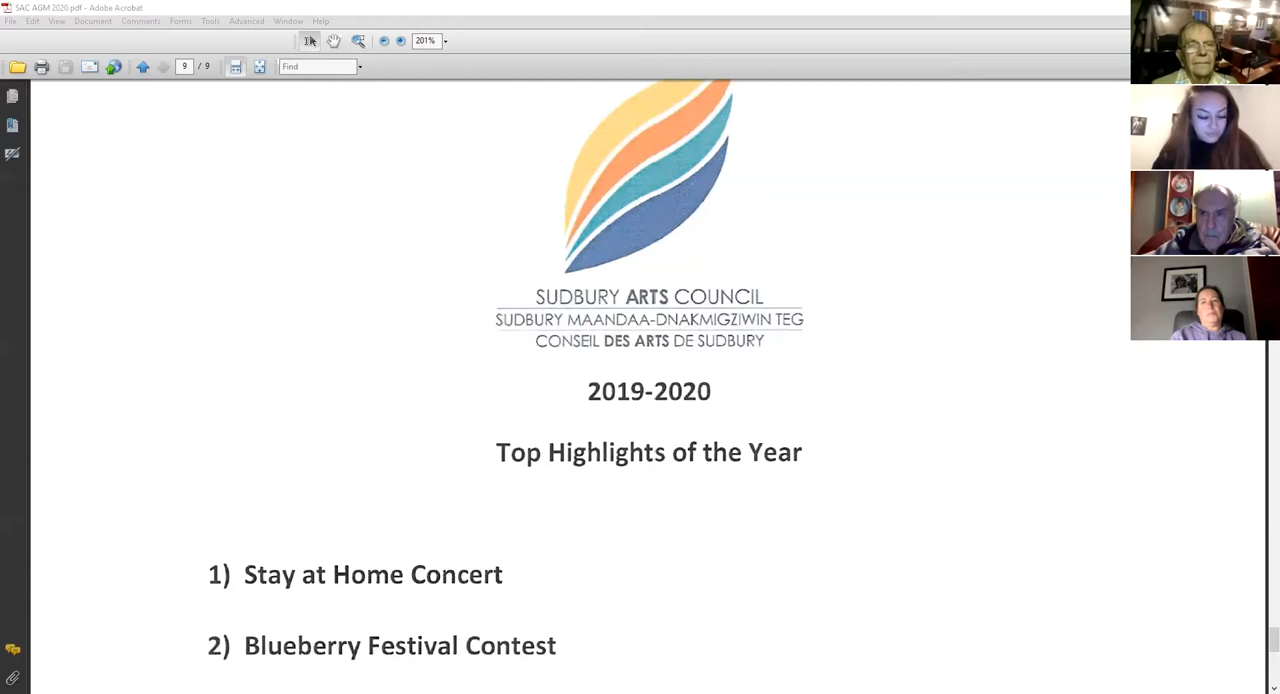 SAC AGM 2020.pdf - Adobe Acrobat
File Edit View Document Comments Forms Tools Advanced Window Help
201%
9 / 9 Find
SUDBURY ARTS COUNCIL
SUDBURY MAANDAA-DNAKMIGZIWIN TEG
CONSEIL DES ARTS DE SUDBURY
2019-2020
Top Highlights of the Year
1) Stay at Home Concert
2) Blueberry Festival Contest